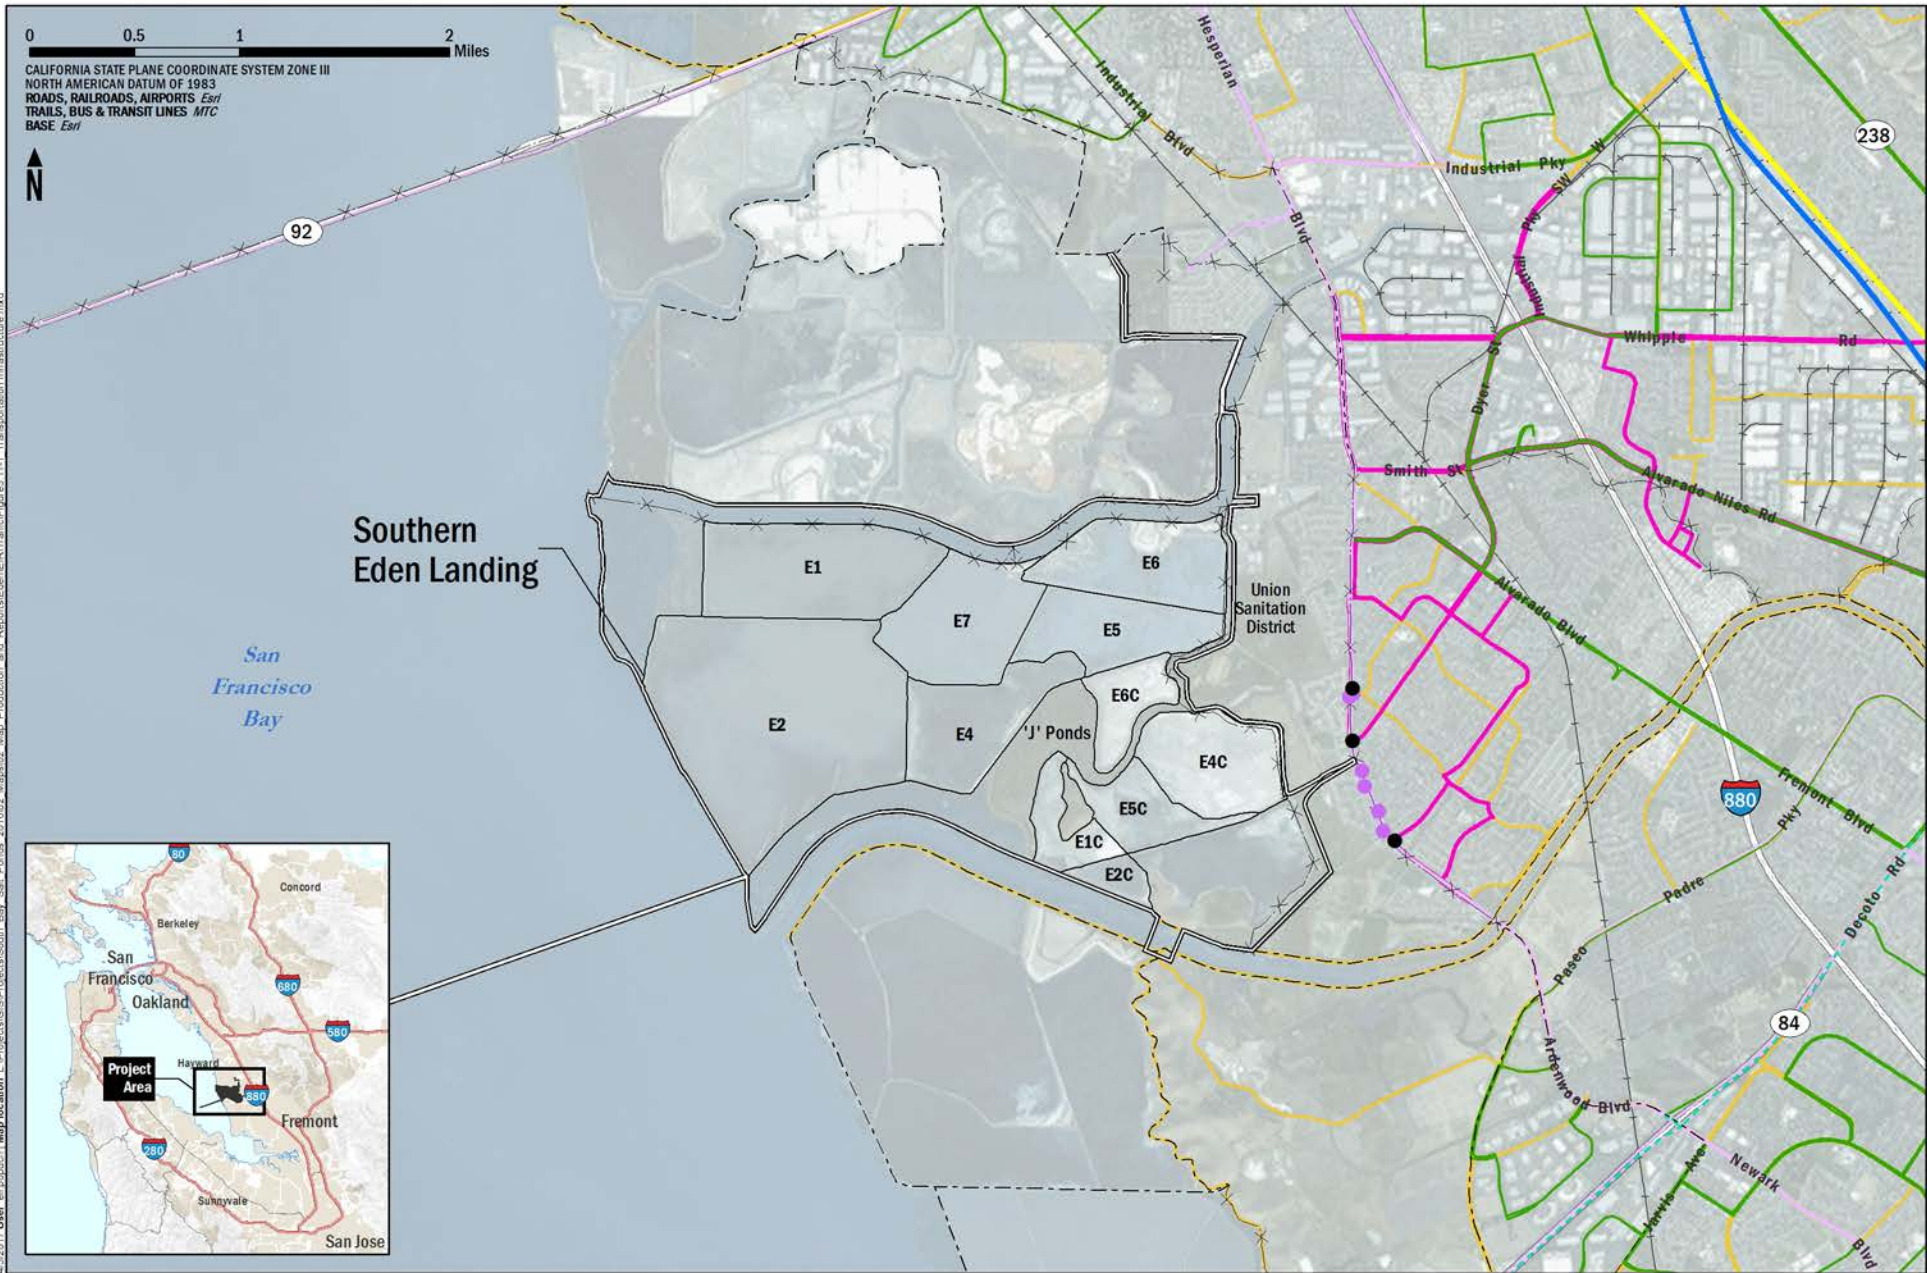 0 0.5 1 2
Miles
CALIFORNIA STATE PLANE COORDINATE SYSTEM ZONE III
NORTH AMERICAN DATUM OF 1983
ROADS, RAILROADS, AIRPORTS Esri
TRAILS, BUS & TRANSIT LINES MTC
BASE Esri
N
92
Hesperian
Blvd
Industrial Blvd
Industrial Pky W
Industrial Pky SW
238
Whipple Rd
Dyer St
Smith St
Alvarado Niles Rd
Southern
Eden Landing
E1
E6
E7
E5
Union
Sanitation
District
Alvarado Blvd
San
Francisco
Bay
E2
E4
'J' Ponds
E6C
E4C
E5C
E1C
E2C
880
Fremont Blvd
Paseo Padre Pky
Decoto Rd
84
Ardenwood Blvd
Newark Blvd
Jarvis Ave
80
Concord
Berkeley
San
Francisco
Oakland
680
580
Hayward
Project
Area
880
Fremont
280
Sunnyvale
San Jose